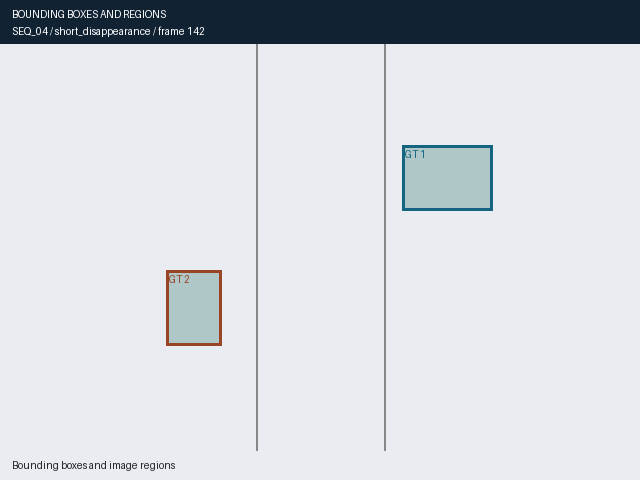 BOUNDING BOXES AND REGIONS
SEQ_04 / short_disappearance / frame 142
GT1
GT2
Bounding boxes and image regions